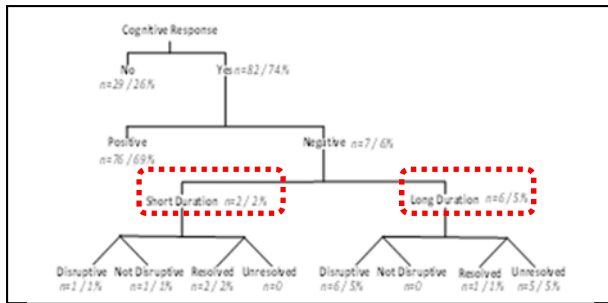 Cognitive Response
No
n=29 / 26%
Yes n=82 / 74%
Positive
n=76 / 69%
Negative n=7 / 6%
Short Duration n=2 / 2%
Long Duration n=6 / 5%
Disruptive
n=1 / 1%
Not Disruptive
n=1 / 1%
Resolved
n=2 / 2%
Unresolved
n=0
Disruptive
n=6 / 5%
Not Disruptive
n=0
Resolved
n=1 / 1%
Unresolved
n=5 / 5%